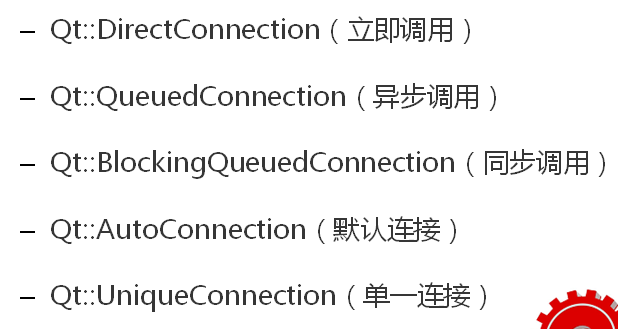 – Qt::DirectConnection（立即调用）
– Qt::QueuedConnection（异步调用）
– Qt::BlockingQueuedConnection（同步调用）
– Qt::AutoConnection（默认连接）
– Qt::UniqueConnection（单一连接）